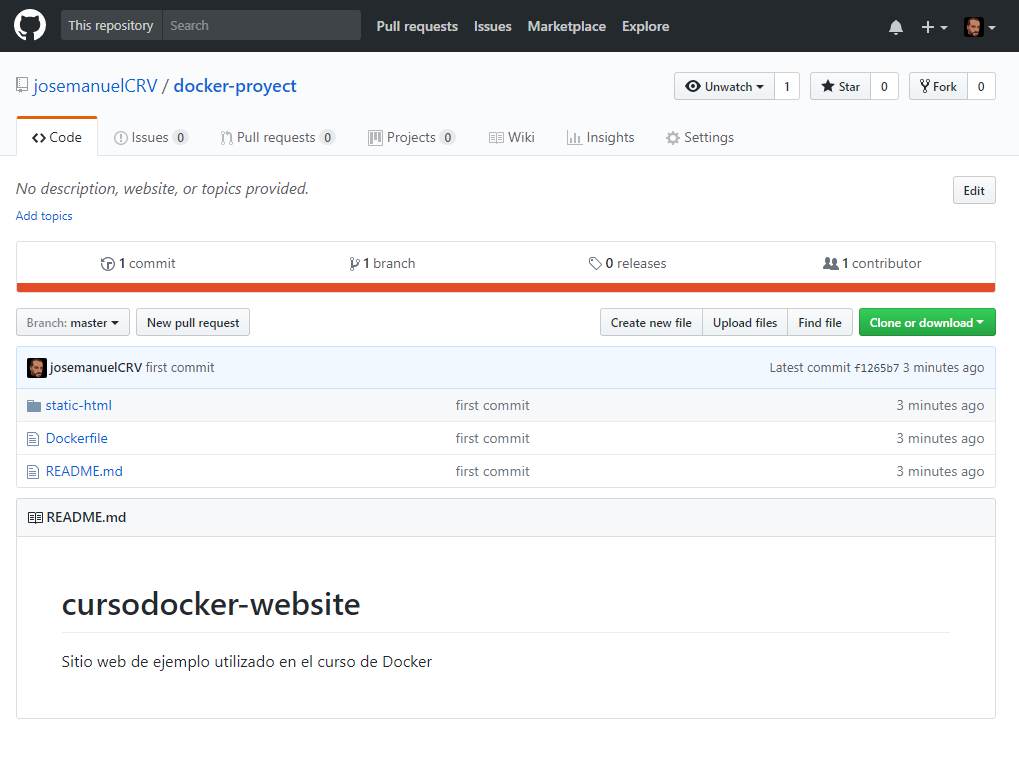 This repository Search Pull requests Issues Marketplace Explore
josemanuelCRV / docker-proyect Unwatch 1 Star 0 Fork 0
Code Issues 0 Pull requests 0 Projects 0 Wiki Insights Settings
No description, website, or topics provided. Edit
Add topics
1 commit 1 branch 0 releases 1 contributor
Branch: master New pull request Create new file Upload files Find file Clone or download
josemanuelCRV first commit Latest commit f1265b7 3 minutes ago
static-html first commit 3 minutes ago
Dockerfile first commit 3 minutes ago
README.md first commit 3 minutes ago
README.md
cursodocker-website
Sitio web de ejemplo utilizado en el curso de Docker